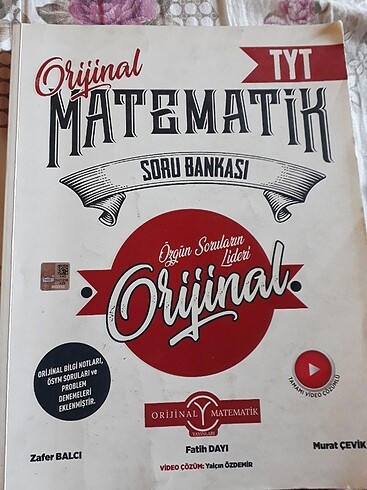 Orijinal
TYT
MATEMATİK
SORU BANKASI
Özgün Soruların
Lideri
Orijinal
ORİJİNAL BİLGİ NOTLARI,
ÖSYM SORULARI ve
PROBLEM
DENEMELERİ
EKLENMİŞTİR.
TAMAMI VİDEO ÇÖZÜMLÜ
ORİJİNAL MATEMATİK
YAYINLARI
Zafer BALCI
Fatih DAYI
Murat ÇEVİK
VİDEO ÇÖZÜM: Yalçın ÖZDEMİR